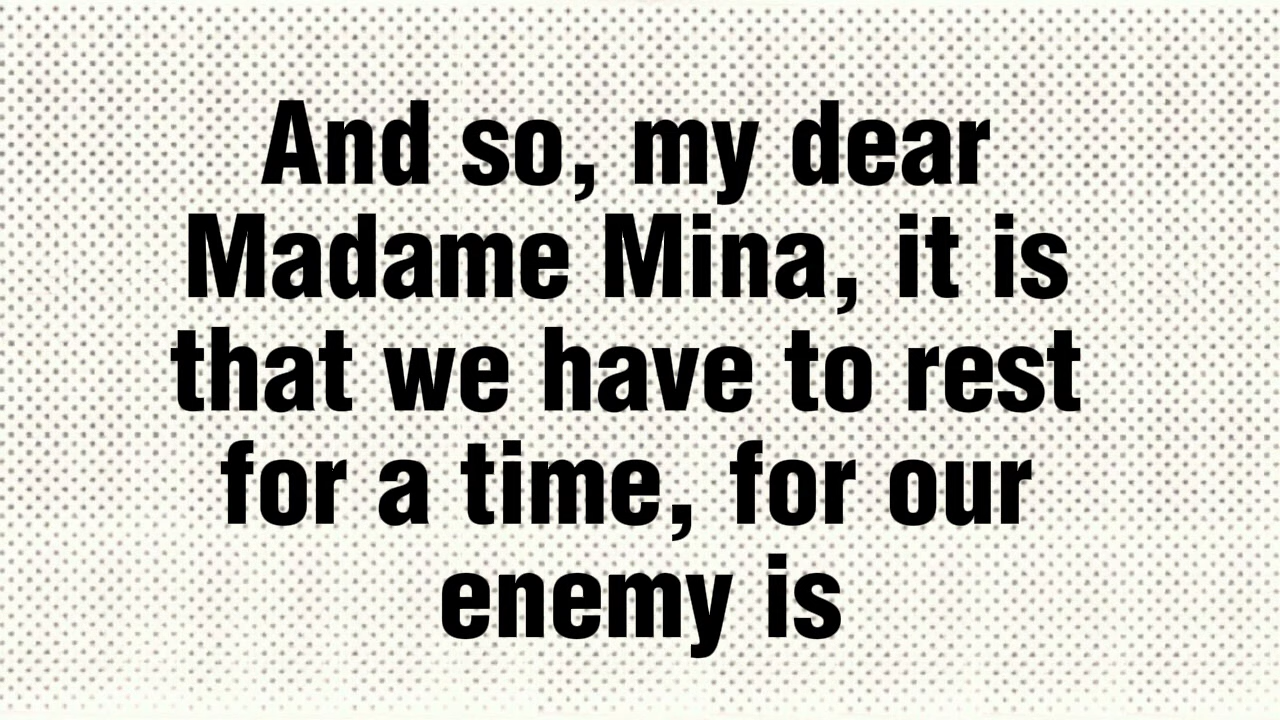 And so, my dear
Madame Mina, it is
that we have to rest
for a time, for our
enemy is